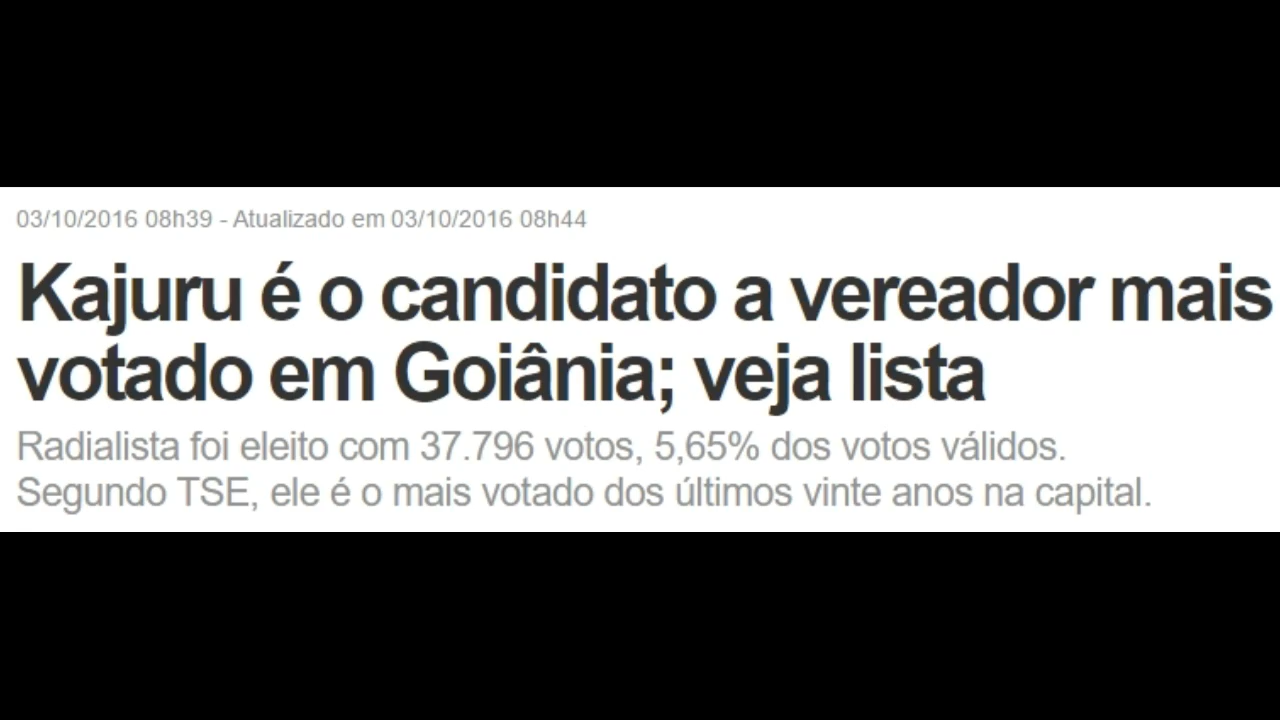 03/10/2016 08h39 - Atualizado em 03/10/2016 08h44
Kajuru é o candidato a vereador mais
votado em Goiânia; veja lista
Radialista foi eleito com 37.796 votos, 5,65% dos votos válidos.
Segundo TSE, ele é o mais votado dos últimos vinte anos na capital.